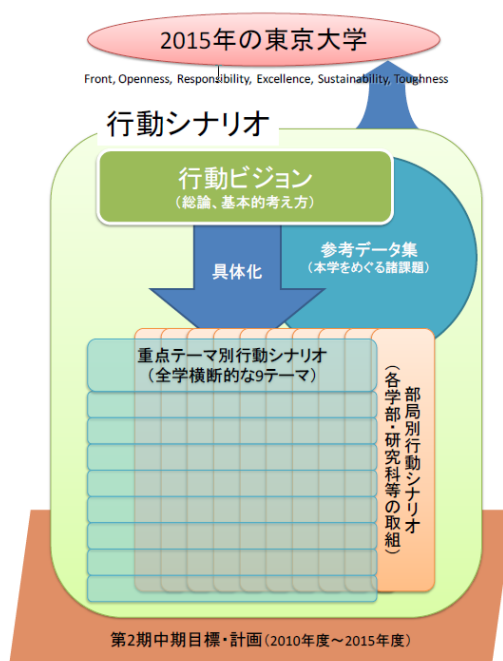 2015年の東京大学
Front, Openness, Responsibility, Excellence, Sustainability, Toughness
行動シナリオ
行動ビジョン
（総論、基本的考え方）
参考データ集
（本学をめぐる諸課題）
具体化
重点テーマ別行動シナリオ
（全学横断的な9テーマ）
部局別行動シナリオ
（各学部・研究科等の取組）
第2期中期目標・計画（2010年度～2015年度）